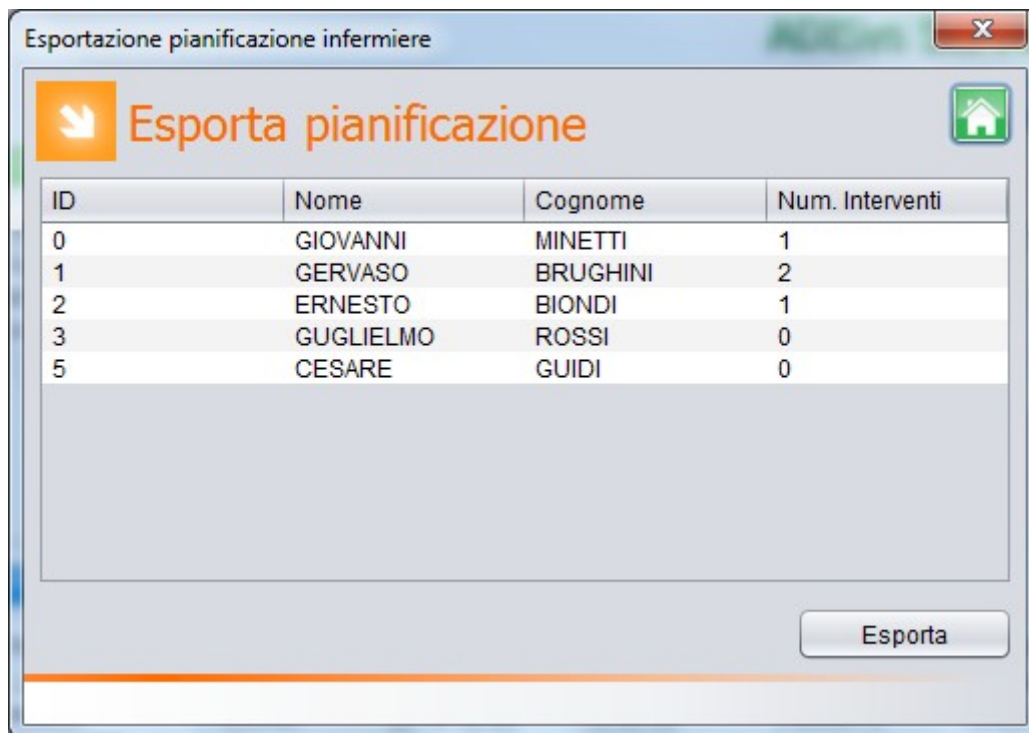 Esportazione pianificazione infermiere
Esporta pianificazione
ID Nome Cognome Num. Interventi
0 GIOVANNI MINETTI 1
1 GERVASO BRUGHINI 2
2 ERNESTO BIONDI 1
3 GUGLIELMO ROSSI 0
5 CESARE GUIDI 0
Esporta